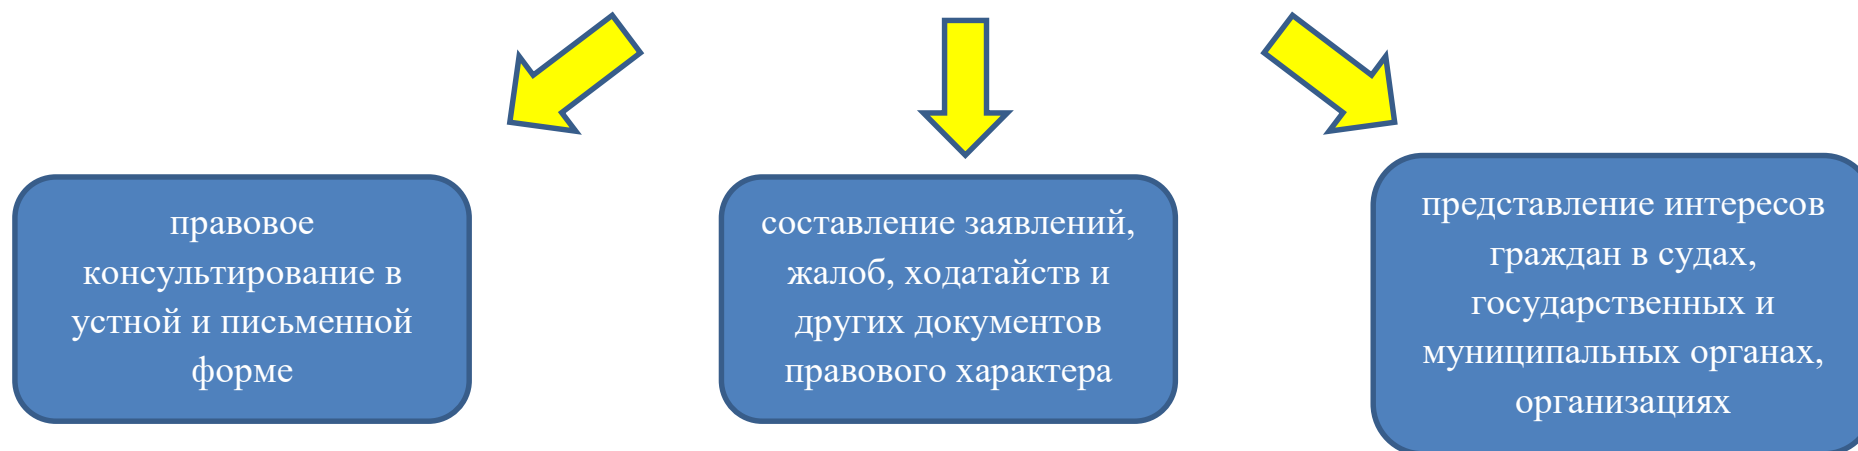 правовое
консультирование в
устной и письменной
форме
составление заявлений,
жалоб, ходатайств и
других документов
правового характера
представление интересов
граждан в судах,
государственных и
муниципальных органах,
организациях